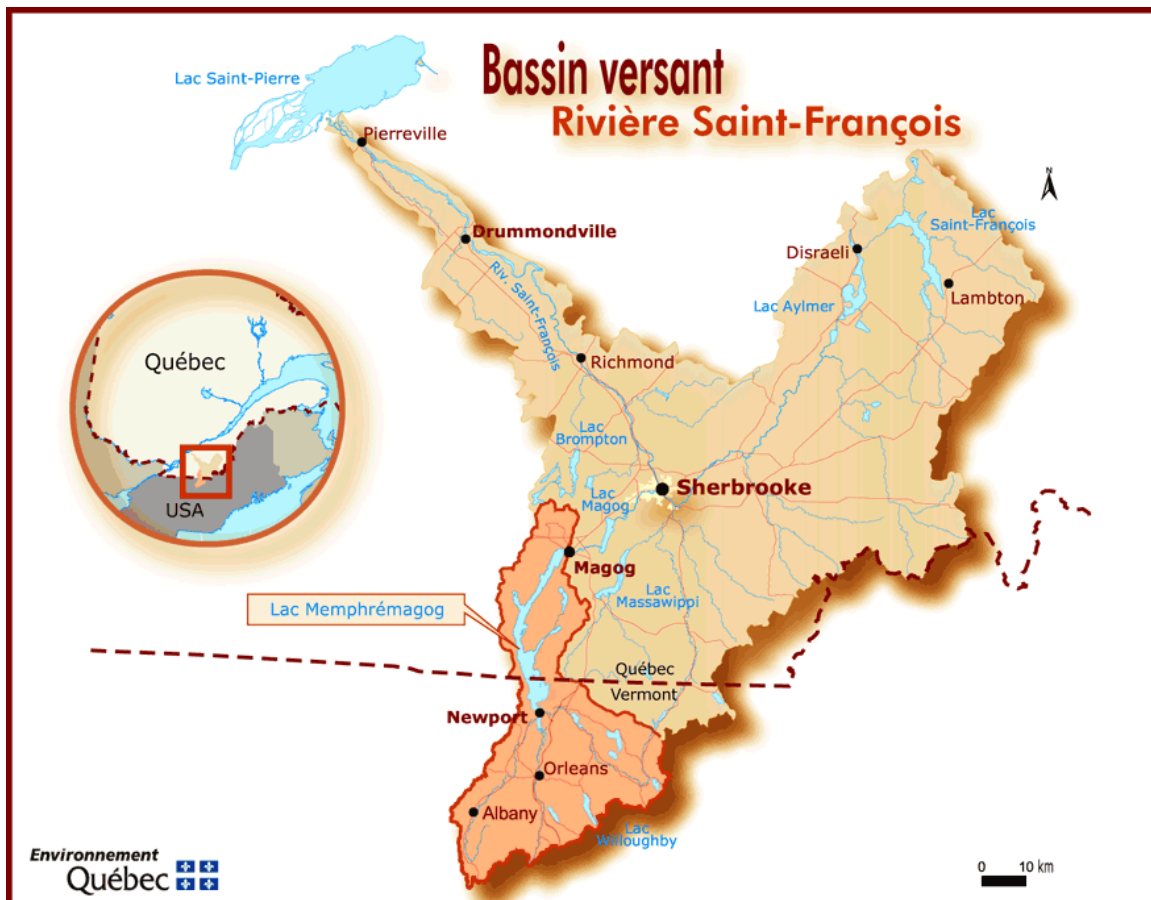 Bassin versant
Rivière Saint-François
Lac Saint-Pierre
Pierreville
Drummondville
Riv. Saint-François
Richmond
Lac
Saint-François
Disraeli
Lambton
Lac Aylmer
Québec
USA
Lac
Brompton
Sherbrooke
Lac
Magog
Magog
Lac
Massawippi
Lac Memphrémagog
Québec
Vermont
Newport
Orleans
Albany
Lac
Willoughby
Environnement
Québec
0 10 km
N